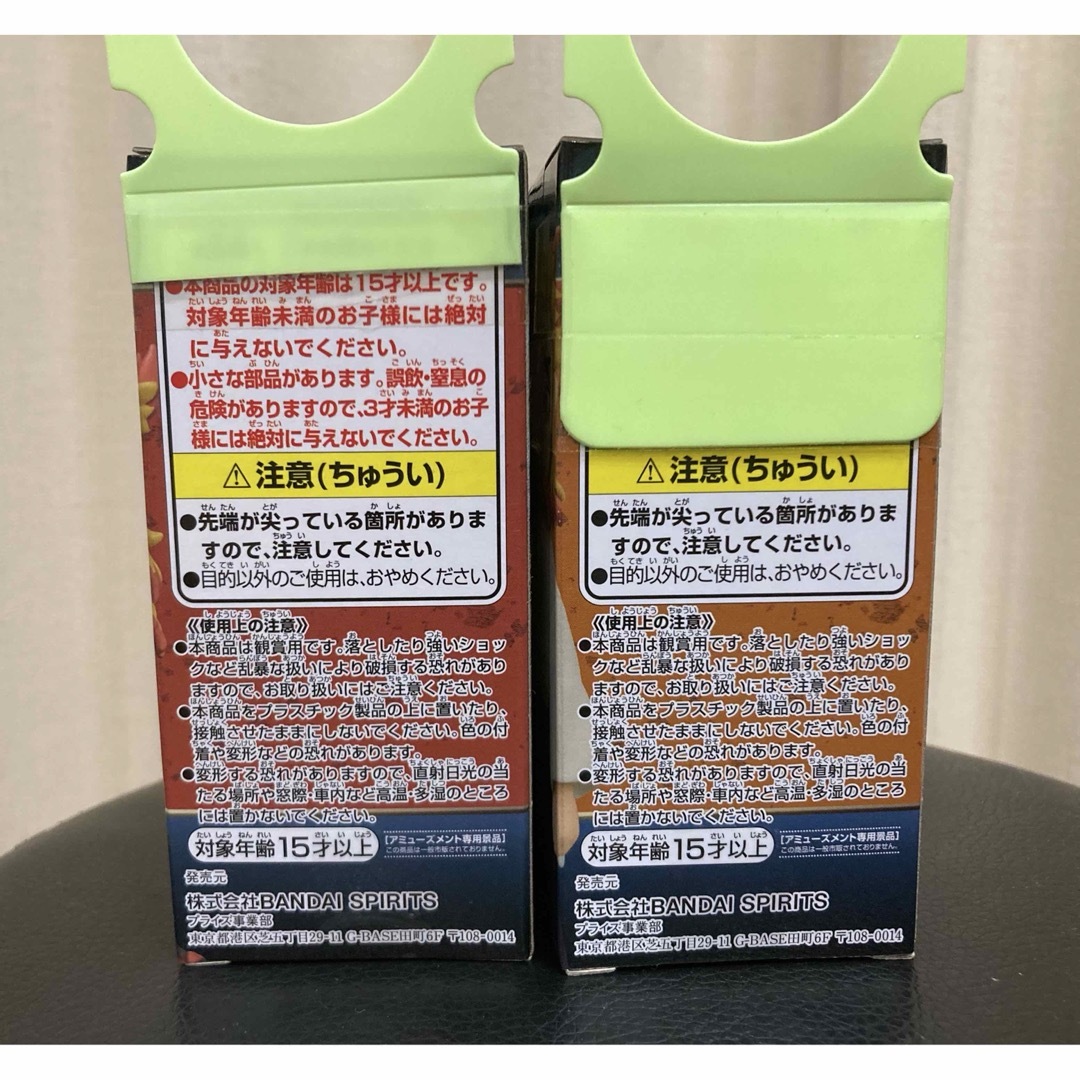 ●本商品の対象年齢は15才以上です。
対象年齢未満のお子様には絶対
に与えないでください。
●小さな部品があります。誤飲・窒息の
危険がありますので、3才未満のお子
様には絶対に与えないでください。
⚠注意(ちゅうい)
●先端が尖っている箇所がありま
すので、注意してください。
●目的以外のご使用は、おやめください。
《使用上の注意》
●本商品は観賞用です。落としたり強いショッ
クなど乱暴な扱いにより破損する恐れがあり
ますので、お取り扱いにはご注意ください。
●本商品をプラスチック製品の上に置いたり、
接触させたままにしないでください。色の付
着や変形などの恐れがあります。
●変形する恐れがありますので、直射日光の当
たる場所や窓際・車内など高温・多湿のところ
には置かないでください。
対象年齢15才以上
[アミューズメント専用景品]
この商品は一般市販されておりません。
発売元
株式会社BANDAI SPIRITS
プライズ事業部
東京都港区芝五丁目29-11 G-BASE田町6F 〒108-0014
⚠注意(ちゅうい)
●先端が尖っている箇所がありま
すので、注意してください。
●目的以外のご使用は、おやめください。
《使用上の注意》
●本商品は観賞用です。落としたり強いショッ
クなど乱暴な扱いにより破損する恐れがあり
ますので、お取り扱いにはご注意ください。
●本商品をプラスチック製品の上に置いたり、
接触させたままにしないでください。色の付
着や変形などの恐れがあります。
●変形する恐れがありますので、直射日光の当
たる場所や窓際・車内など高温・多湿のところ
には置かないでください。
対象年齢15才以上
[アミューズメント専用景品]
この商品は一般市販されておりません。
発売元
株式会社BANDAI SPIRITS
プライズ事業部
東京都港区芝五丁目29-11 G-BASE田町6F 〒108-0014